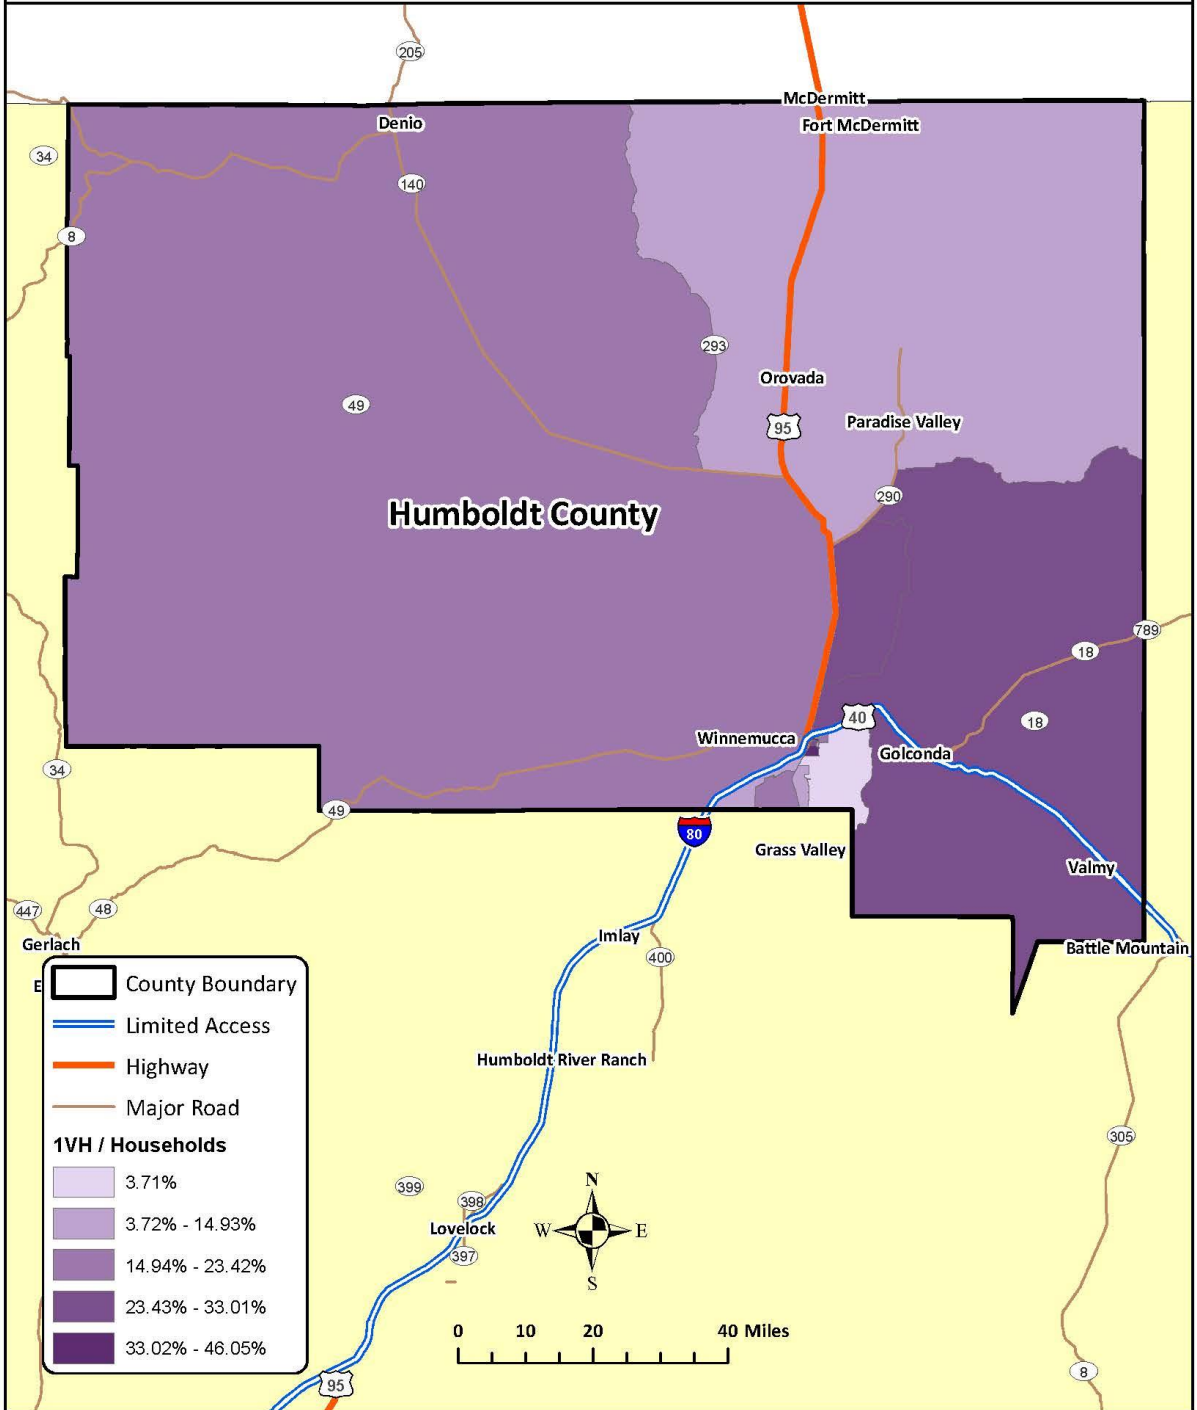 205
McDermitt
Denio
Fort McDermitt
34
140
8
293
Orovada
49
95
Paradise Valley
290
Humboldt County
789
18
40
18
Winnemucca
Golconda
34
49
80
Grass Valley
Valmy
447
48
Imlay
Gerlach
Battle Mountain
400
E
County Boundary
Limited Access
Highway
Major Road
1VH / Households
3.71%
3.72% - 14.93%
14.94% - 23.42%
23.43% - 33.01%
33.02% - 46.05%
Humboldt River Ranch
305
399
398
N
Lovelock
W
E
397
S
0 10 20 40 Miles
95
8